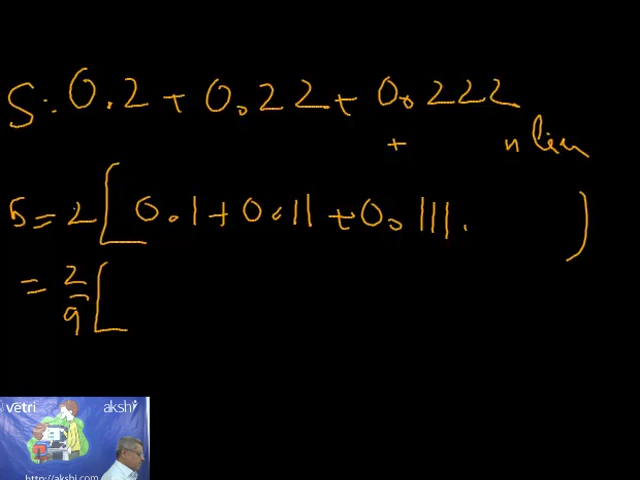 S: 0.2 + 0.22 + 0.222
+ n
S = 2 [ 0.1 + 0.11 + 0.111. )
= 2/9 [
vetri akshi
http://akshi.com